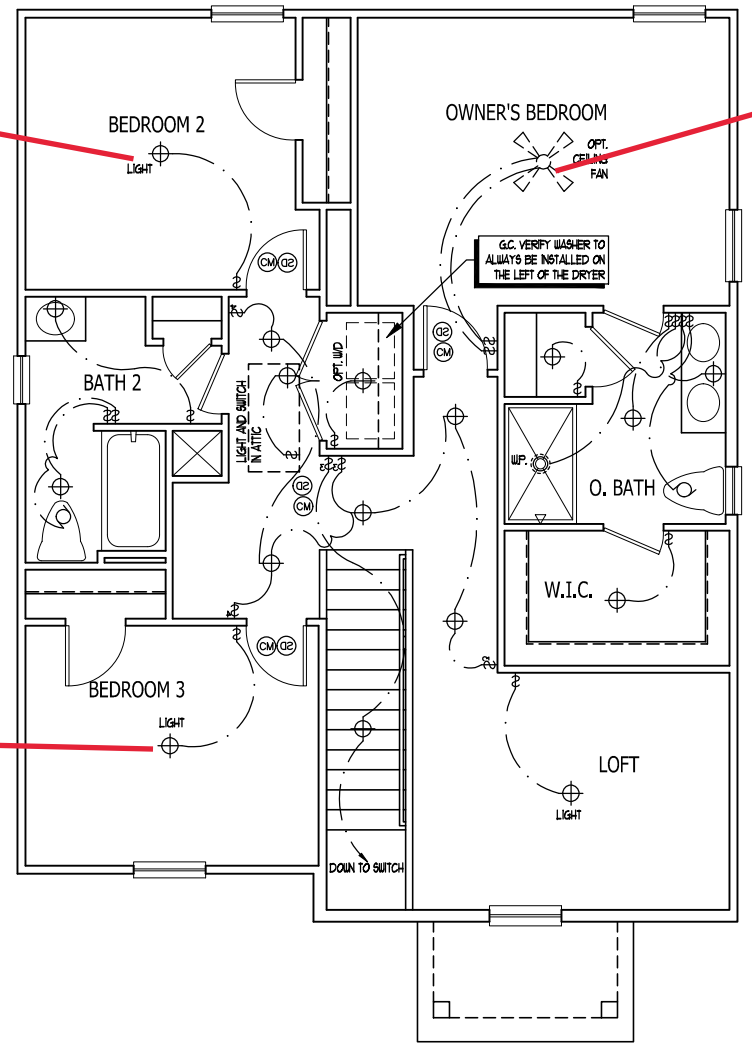 BEDROOM 2
LIGHT
OWNER'S BEDROOM
OPT.
CEILING
FAN
G.C. VERIFY WASHER TO
ALWAYS BE INSTALLED ON
THE LEFT OF THE DRYER
CM SD
SD
CM
BATH 2
OPT. W/D
LIGHT AND SWITCH
IN ATTIC
WP.
O. BATH
SD
CM
W.I.C.
CM SD
BEDROOM 3
LIGHT
LOFT
LIGHT
DOWN TO SWITCH